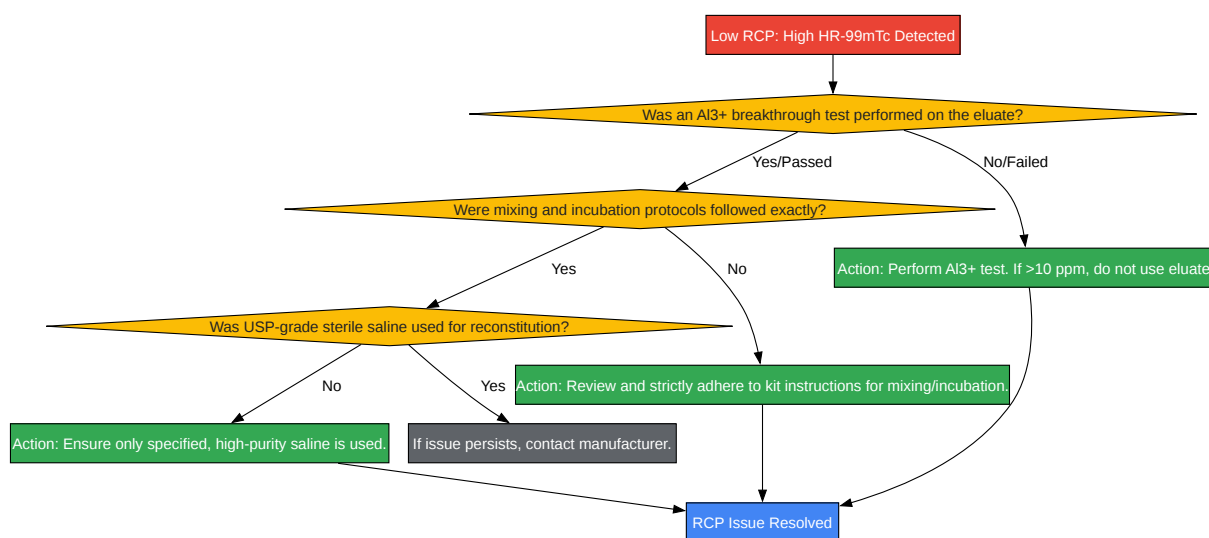 Low RCP: High HR-99mTc Detected
Was an Al3+ breakthrough test performed on the eluate?
Yes/Passed
No/Failed
Were mixing and incubation protocols followed exactly?
Action: Perform Al3+ test. If >10 ppm, do not use eluate
Yes
No
Was USP-grade sterile saline used for reconstitution?
No
Yes
Action: Review and strictly adhere to kit instructions for mixing/incubation.
Action: Ensure only specified, high-purity saline is used.
If issue persists, contact manufacturer.
RCP Issue Resolved